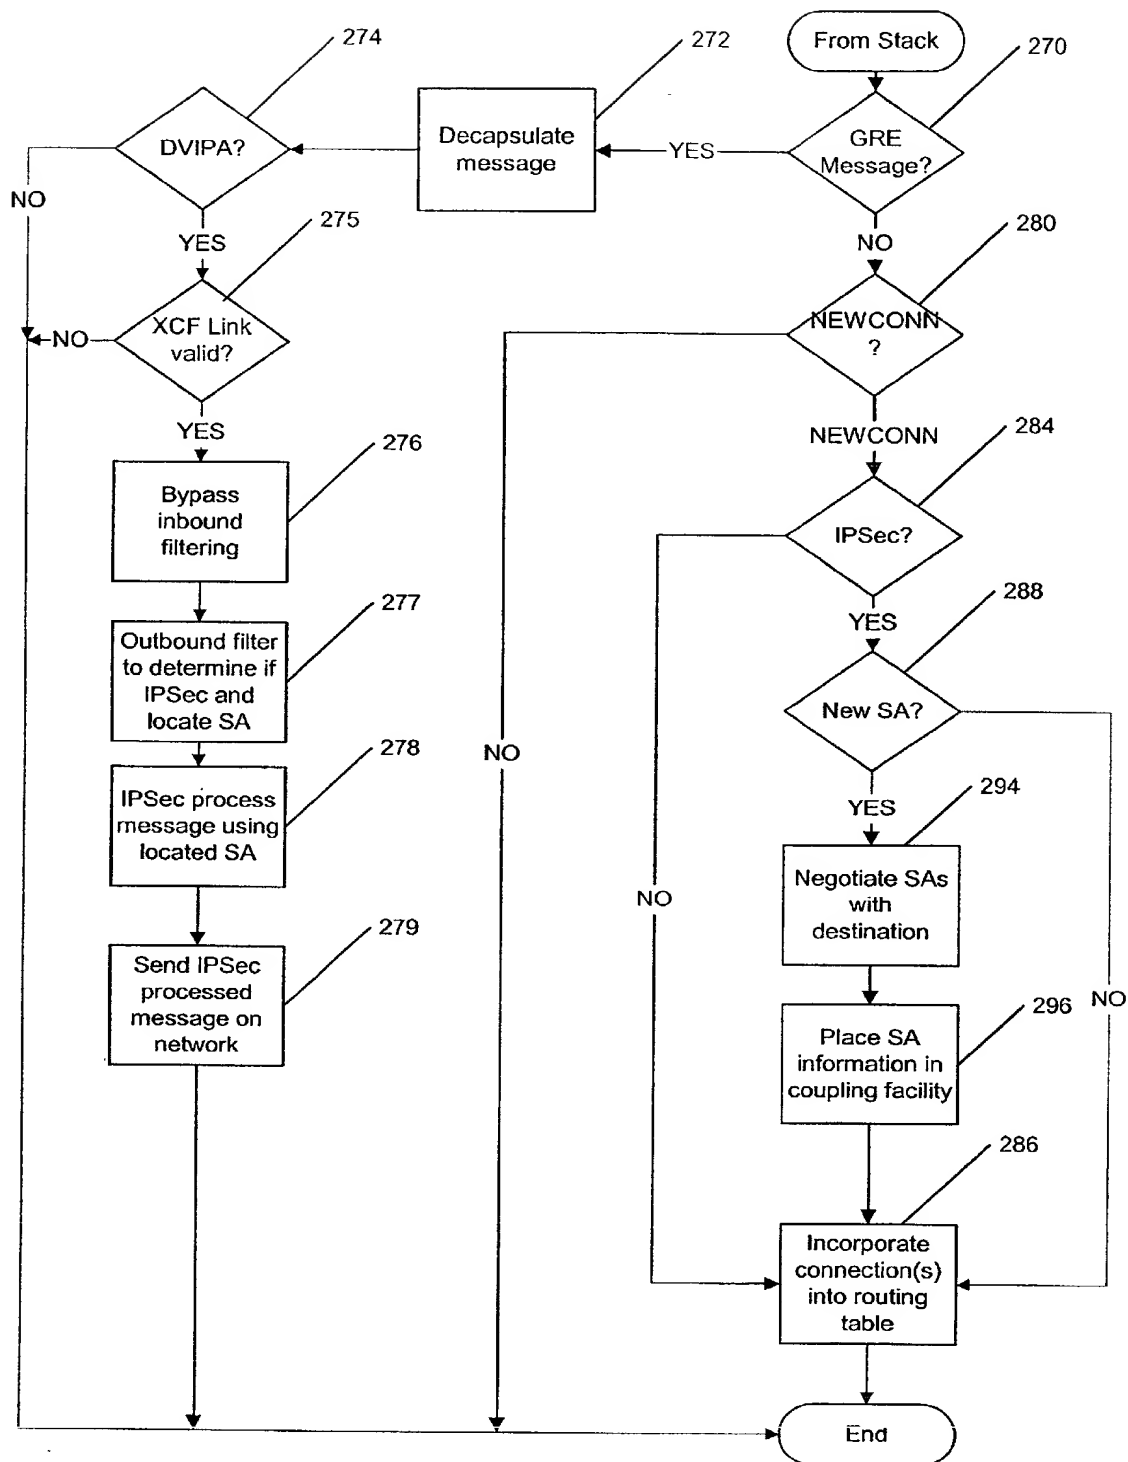 From Stack
270
GRE
Message?
YES
272
Decapsulate
message
274
DVIPA?
NO
YES
275
XCF Link
valid?
NO
YES
276
Bypass
inbound
filtering
277
Outbound filter
to determine if
IPSec and
locate SA
278
IPSec process
message using
located SA
279
Send IPSec
processed
message on
network
NO
280
NEWCONN
?
NO
NEWCONN
284
IPSec?
NO
YES
288
New SA?
NO
YES
294
Negotiate SAs
with
destination
296
Place SA
information in
coupling facility
286
Incorporate
connection(s)
into routing
table
End